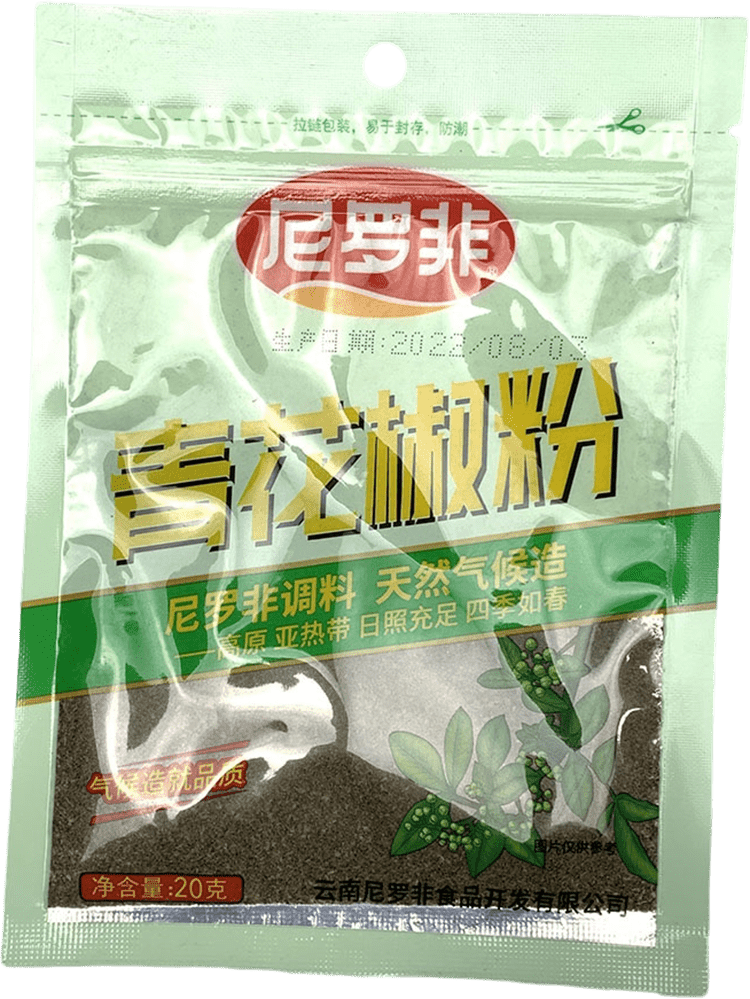 拉链包装，易于封存，防潮
尼罗非®
生产日期:2022/06/03
青花椒粉
尼罗非调料 天然气候造
——高原 亚热带 日照充足 四季如春
气候造就品质
图片仅供参考
净含量:20克
云南尼罗非食品开发有限公司